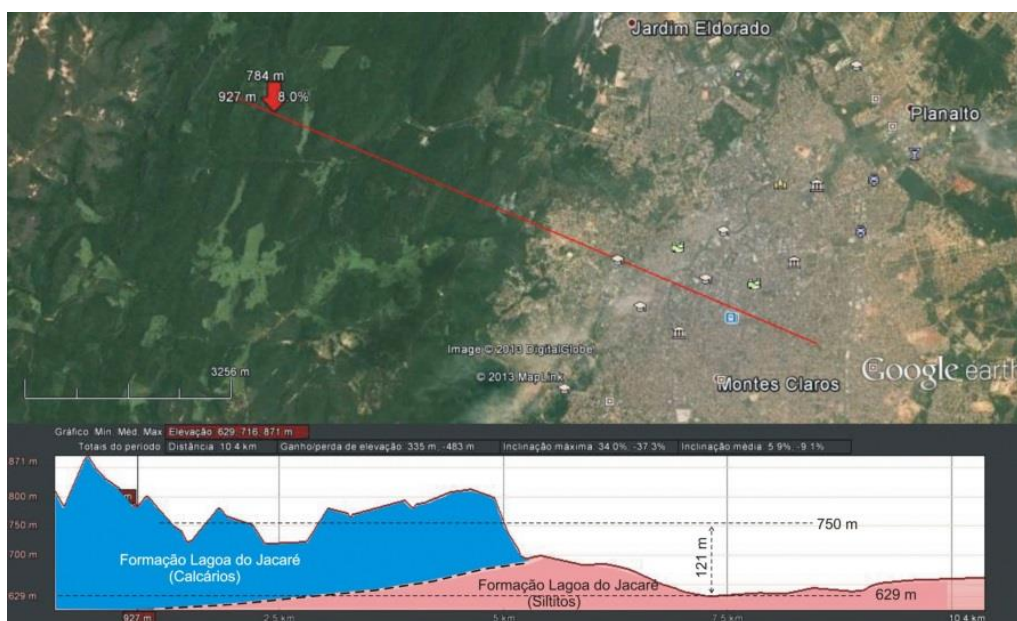 Jardim Eldorado
784 m
927 m 8.0%
Planalto
Image © 2013 DigitalGlobe
3256 m
© 2013 MapLink
Montes Claros
Google earth
Gráfico Min, Méd, Máx Elevação 629, 716, 871 m
Totais do período Distância 10.4 km Ganho/perda de elevação 335 m, -483 m Inclinação máxima 34.0%, -37.3% Inclinação média 5.9%, -9.1%
871 m
800 m
750 m
750 m
700 m
121 m
Formação Lagoa do Jacaré
(Calcários)
Formação Lagoa do Jacaré
(Siltitos)
629 m
629 m
927 m
2.5 km
5 km
7.5 km
10.4 km